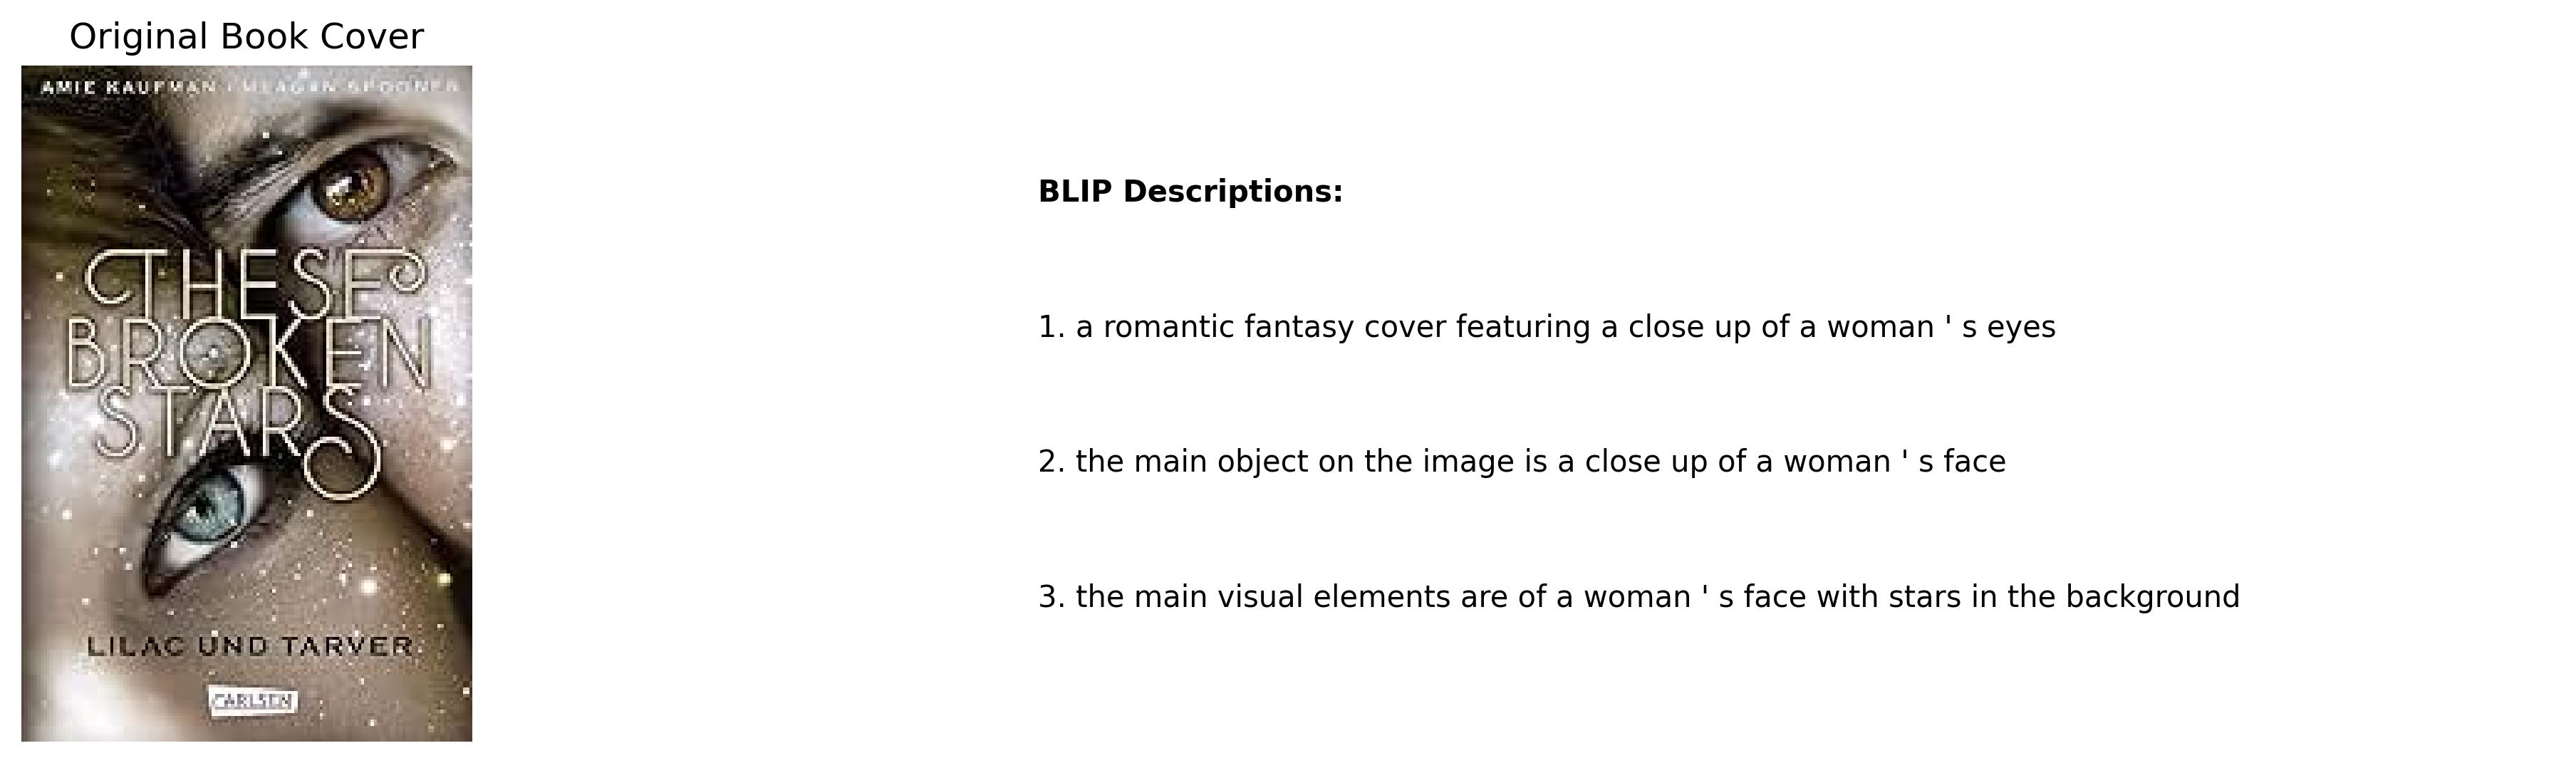 Original Book Cover
AMIE KAUFMAN / MEAGAN SPOONER
THESE
BROKEN
STARS
LILAC UND TARVER
CARLSEN
BLIP Descriptions:
1. a romantic fantasy cover featuring a close up of a woman ' s eyes
2. the main object on the image is a close up of a woman ' s face
3. the main visual elements are of a woman ' s face with stars in the background